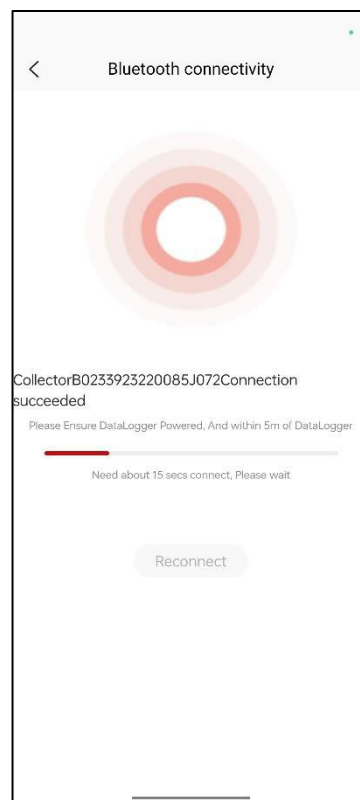 Bluetooth connectivity
CollectorB0233923220085J072Connection
succeeded
Please Ensure DataLogger Powered, And within 5m of DataLogger
Need about 15 secs connect, Please wait
Reconnect